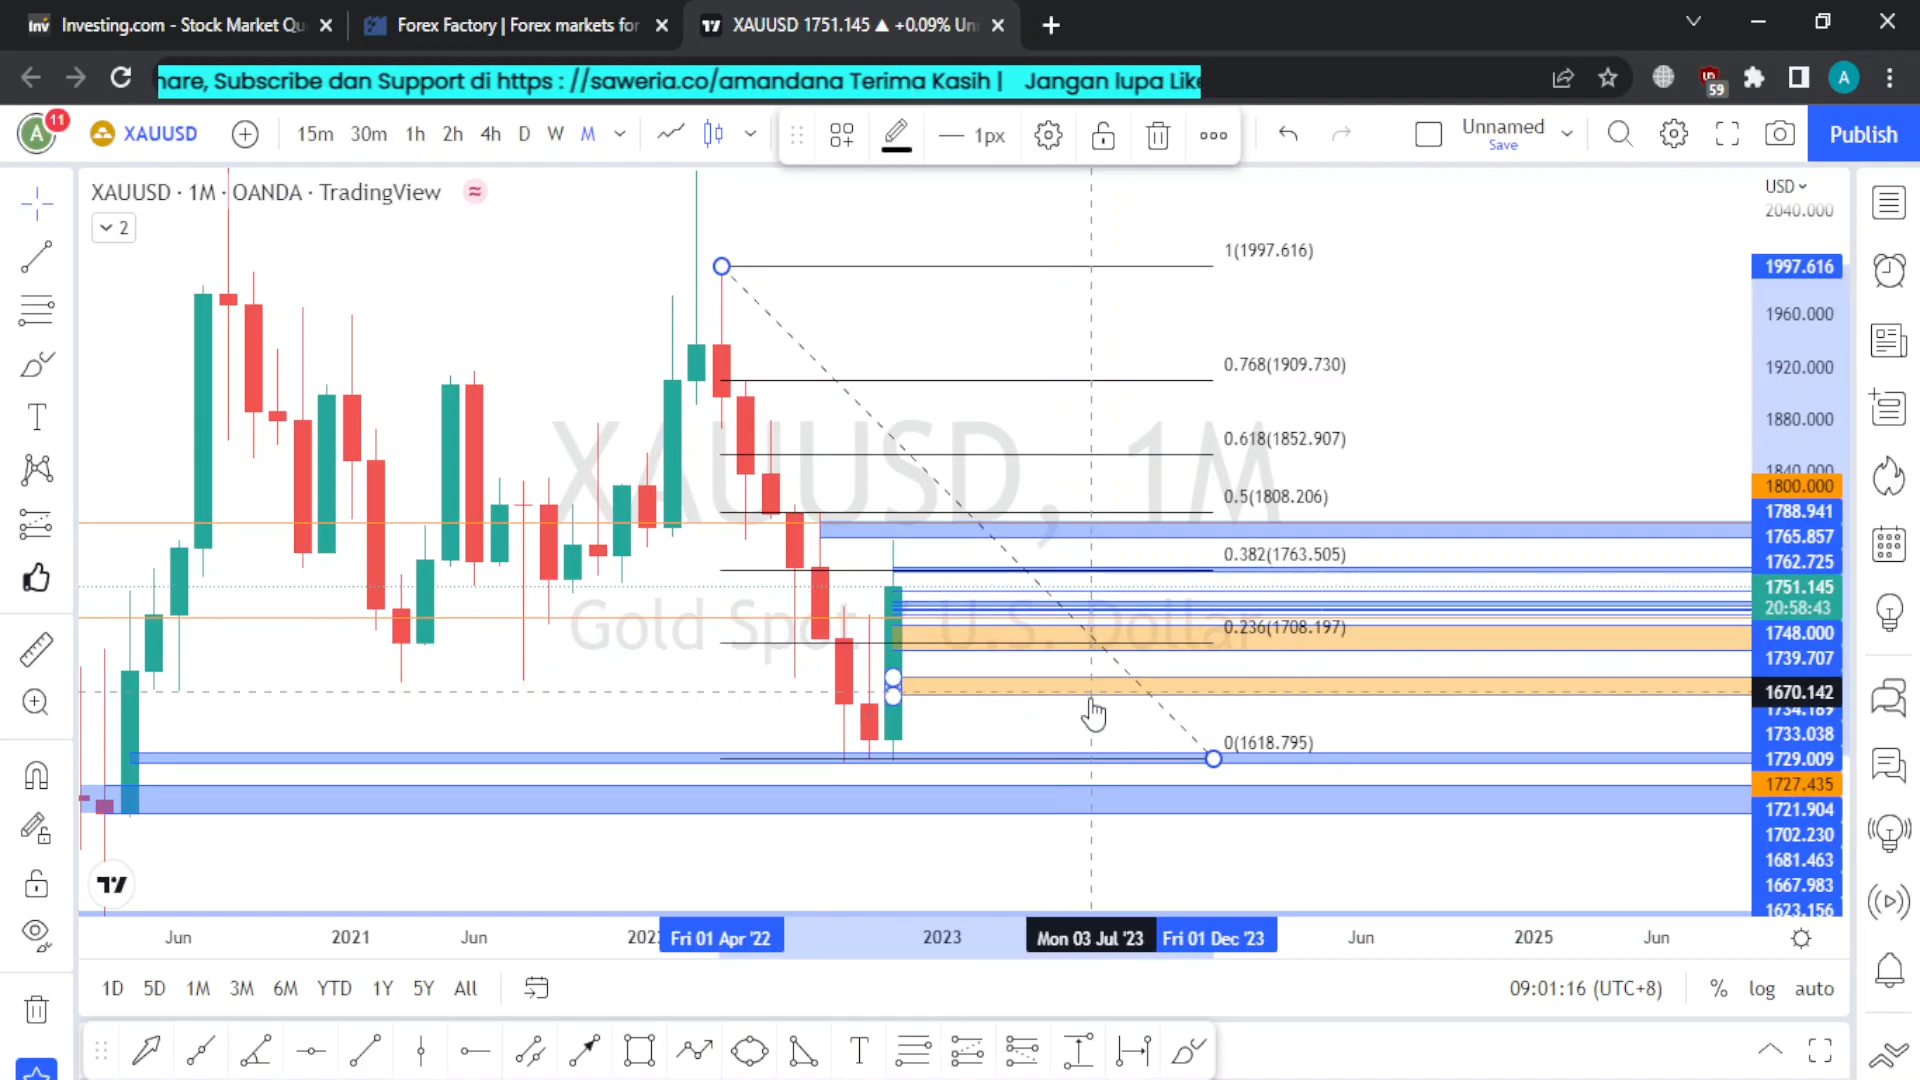 Investing.com - Stock Market Qu
Forex Factory | Forex markets for
XAUUSD 1751.145 ▲ +0.09% Un
hare, Subscribe dan Support di https : //saweria.co/amandana Terima Kasih | Jangan lupa Like
59
A
A
11
XAUUSD
15m 30m 1h 2h 4h D W M
1px
Unnamed
Save
Publish
XAUUSD · 1M · OANDA · TradingView
2
XAUUSD, 1M
Gold Spot / U.S. Dollar
1(1997.616)
0.768(1909.730)
0.618(1852.907)
0.5(1808.206)
0.382(1763.505)
0.236(1708.197)
0(1618.795)
USD
2040.000
1997.616
1960.000
1920.000
1880.000
1840.000
1800.000
1788.941
1765.857
1762.725
1751.145
20:58:43
1748.000
1739.707
1670.142
1734.189
1733.038
1729.009
1727.435
1721.904
1702.230
1681.463
1667.983
1623.156
Jun 2021 Jun 202 Fri 01 Apr '22 2023 Mon 03 Jul '23 Fri 01 Dec '23 Jun 2025 Jun
1D 5D 1M 3M 6M YTD 1Y 5Y All
09:01:16 (UTC+8) % log auto